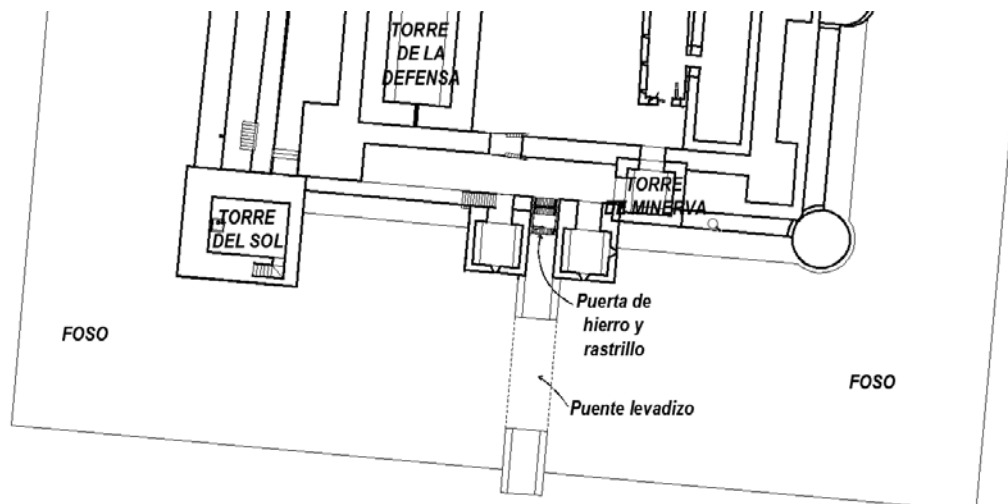 TORRE
DE LA
DEFENSA
TORRE
DE MINERVA
TORRE
DEL SOL
Puerta de
hierro y
rastrillo
FOSO
FOSO
Puente levadizo